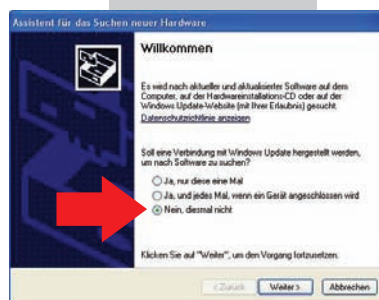 Assistent für das Suchen neuer Hardware
Willkommen
Es wird nach aktueller und aktualisierter Software auf dem
Computer, auf der Hardwareinstallations-CD oder auf der
Windows Update-Website (mit Ihrer Erlaubnis) gesucht.
Datenschutzrichtlinie anzeigen
Soll eine Verbindung mit Windows Update hergestellt werden,
um nach Software zu suchen?
Ja, nur diese eine Mal
Ja, und jedes Mal, wenn ein Gerät angeschlossen wird
Nein, diesmal nicht
Klicken Sie auf "Weiter", um den Vorgang fortzusetzen.
< Zurück Weiter > Abbrechen